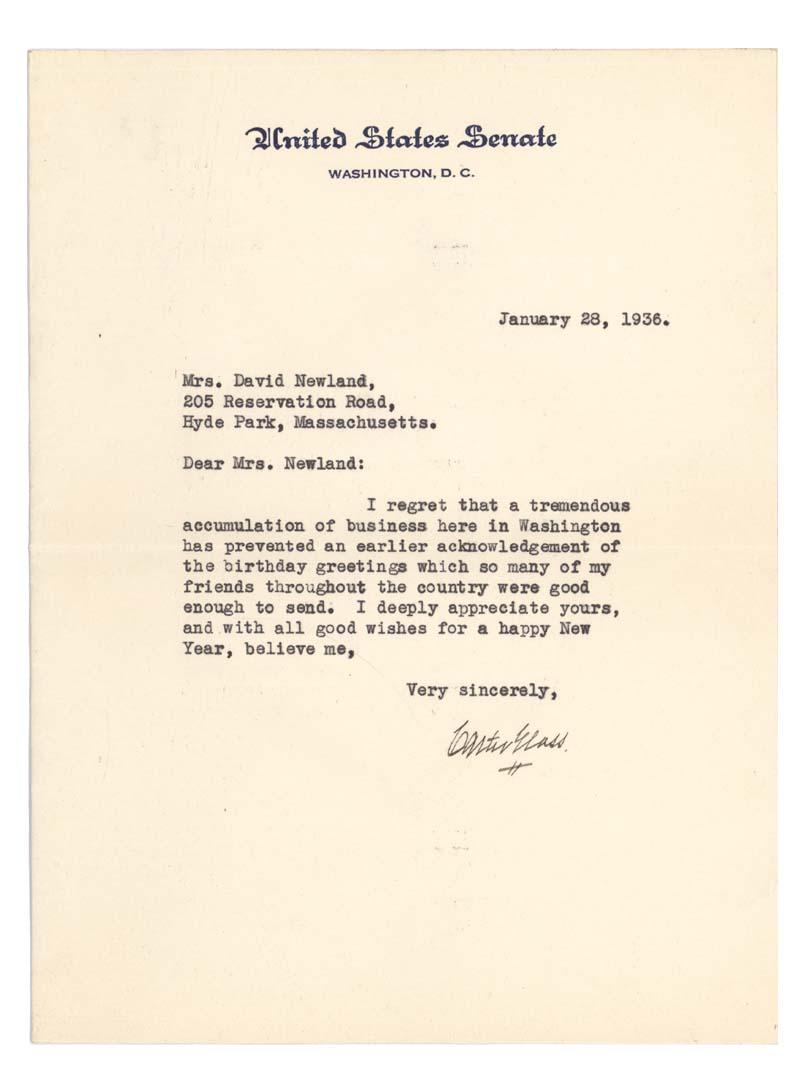 United States Senate
WASHINGTON, D. C.
January 28, 1936.
Mrs. David Newland,
205 Reservation Road,
Hyde Park, Massachusetts.
Dear Mrs. Newland:
I regret that a tremendous
accumulation of business here in Washington
has prevented an earlier acknowledgement of
the birthday greetings which so many of my
friends throughout the country were good
enough to send. I deeply appreciate yours,
and with all good wishes for a happy New
Year, believe me,
Very sincerely,
Carter Glass.